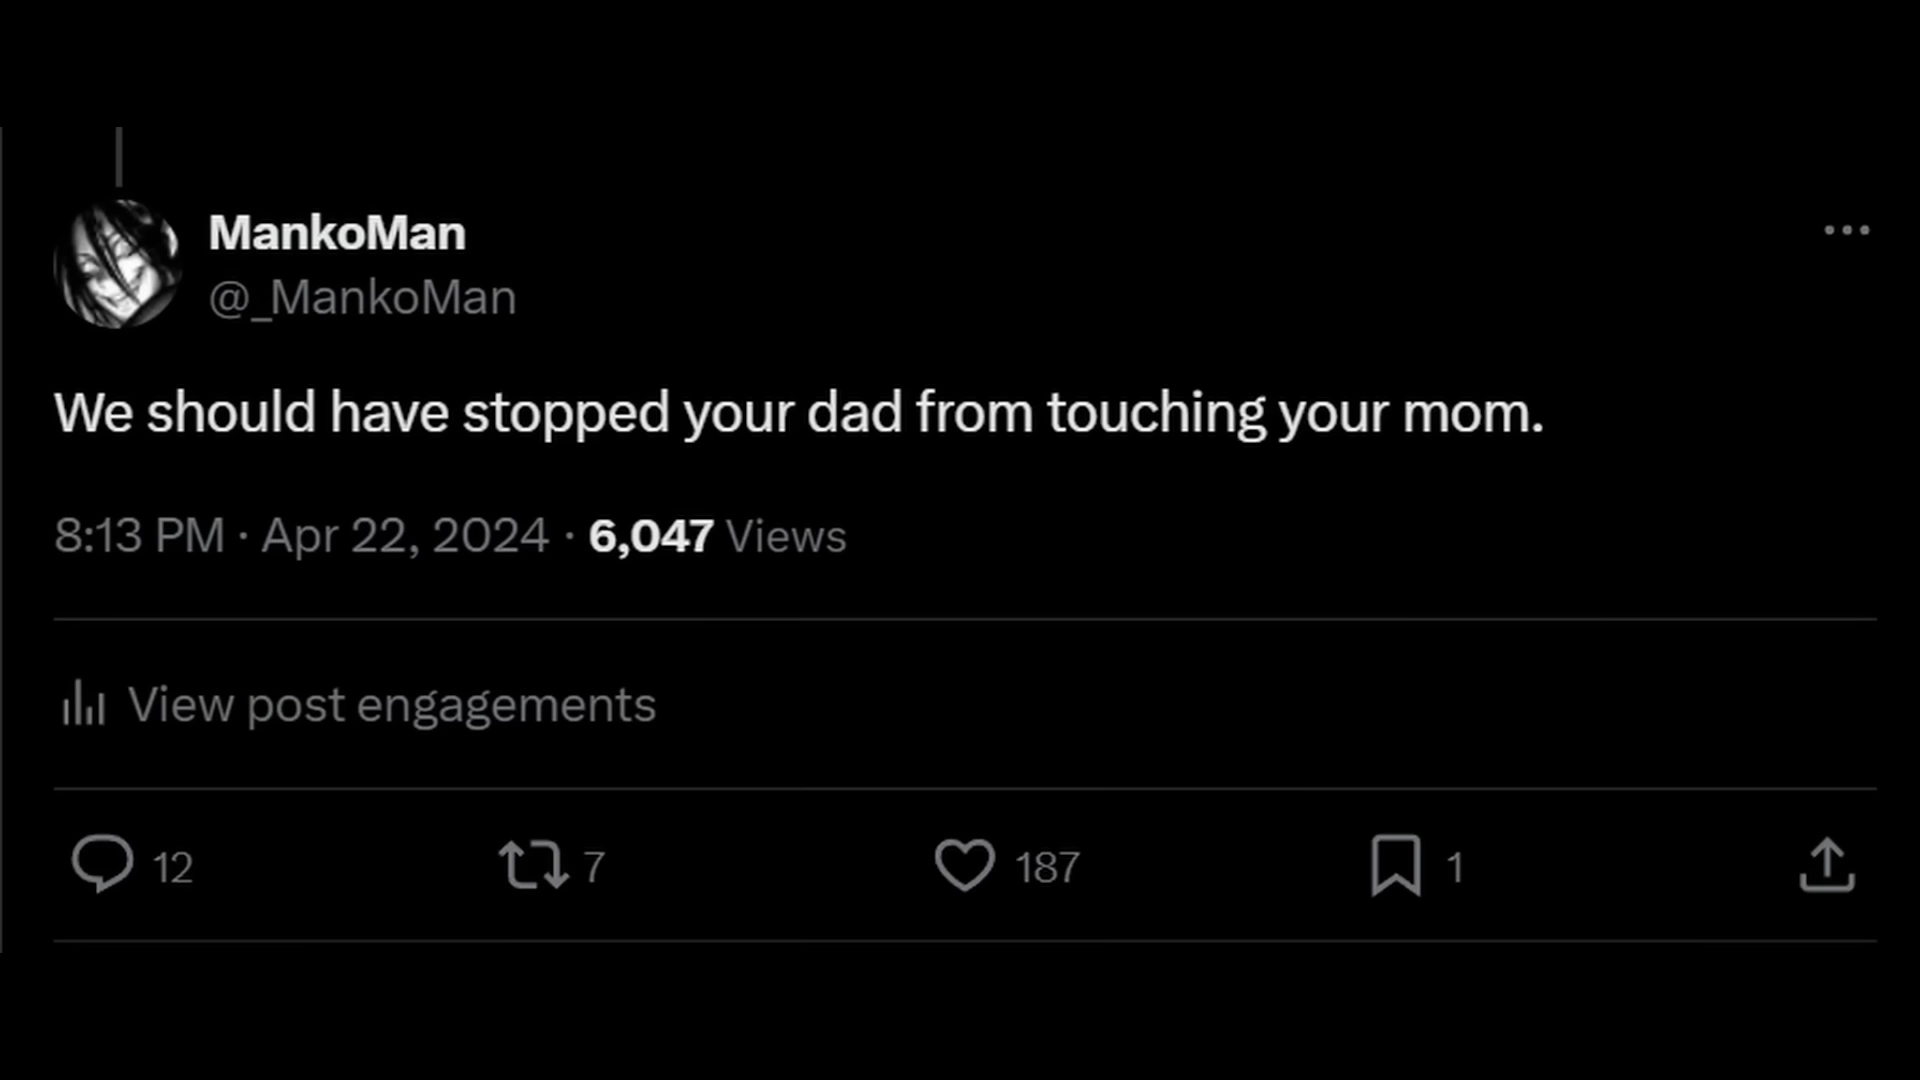 MankoMan
@_MankoMan
We should have stopped your dad from touching your mom.
8:13 PM · Apr 22, 2024 · 6,047 Views
View post engagements
12 7 187 1